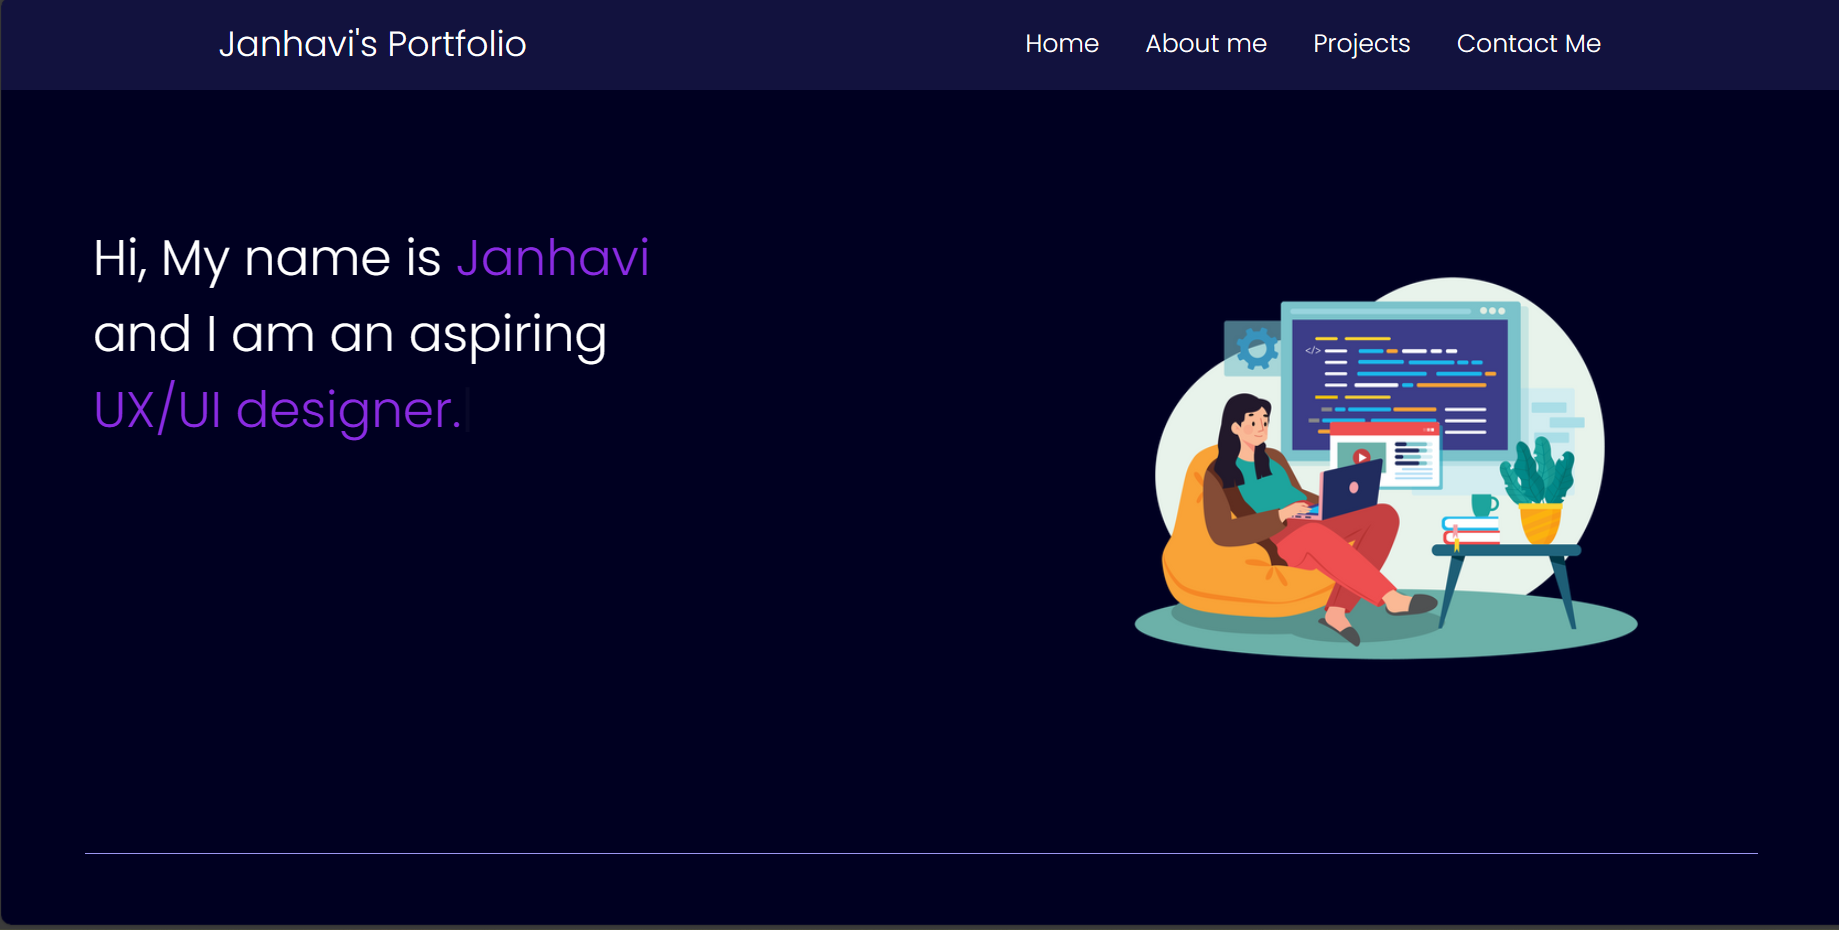 Janhavi's Portfolio
Home About me Projects Contact Me
Hi, My name is Janhavi
and I am an aspiring
UX/UI designer.
</>